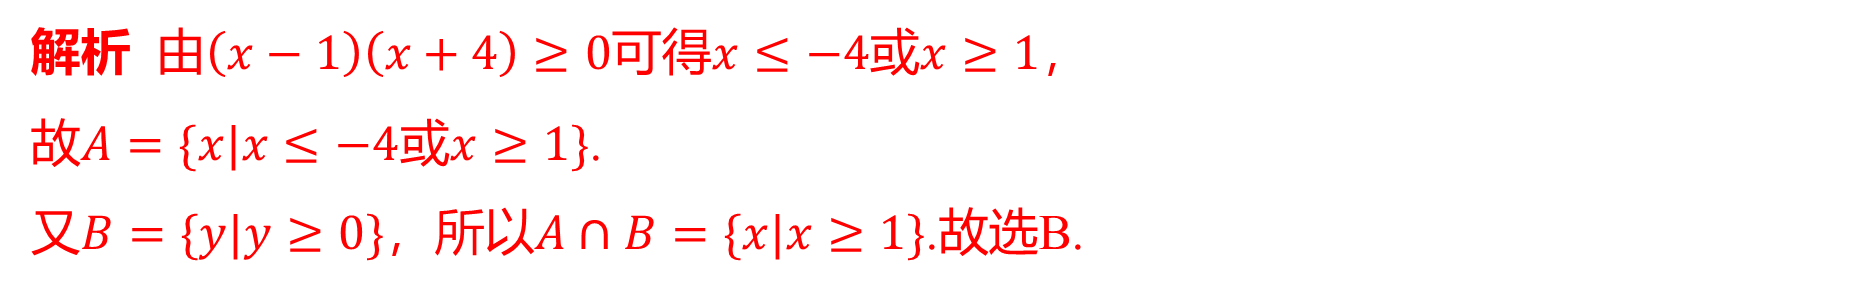 解析 由(x − 1)(x + 4) ≥ 0可得x ≤ −4或x ≥ 1，
故A = {x|x ≤ −4或x ≥ 1}.
又B = {y|y ≥ 0}，所以A ∩ B = {x|x ≥ 1}.故选B.